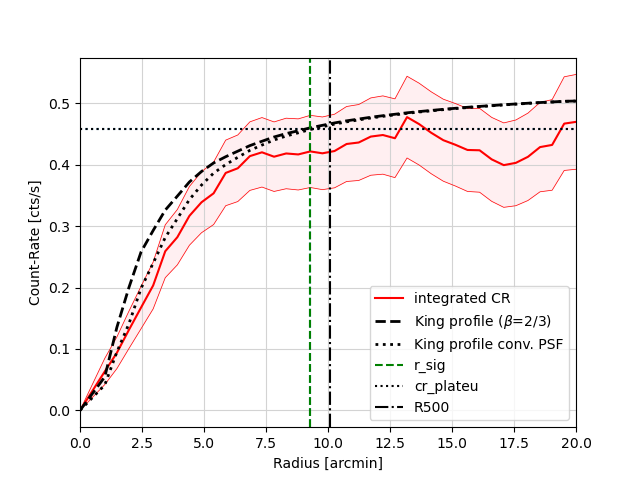 0.5
0.4
0.3
0.2
0.1
0.0
Count-Rate [cts/s]
integrated CR
King profile (β=2/3)
King profile conv. PSF
r_sig
cr_plateu
R500
0.0 2.5 5.0 7.5 10.0 12.5 15.0 17.5 20.0
Radius [arcmin]